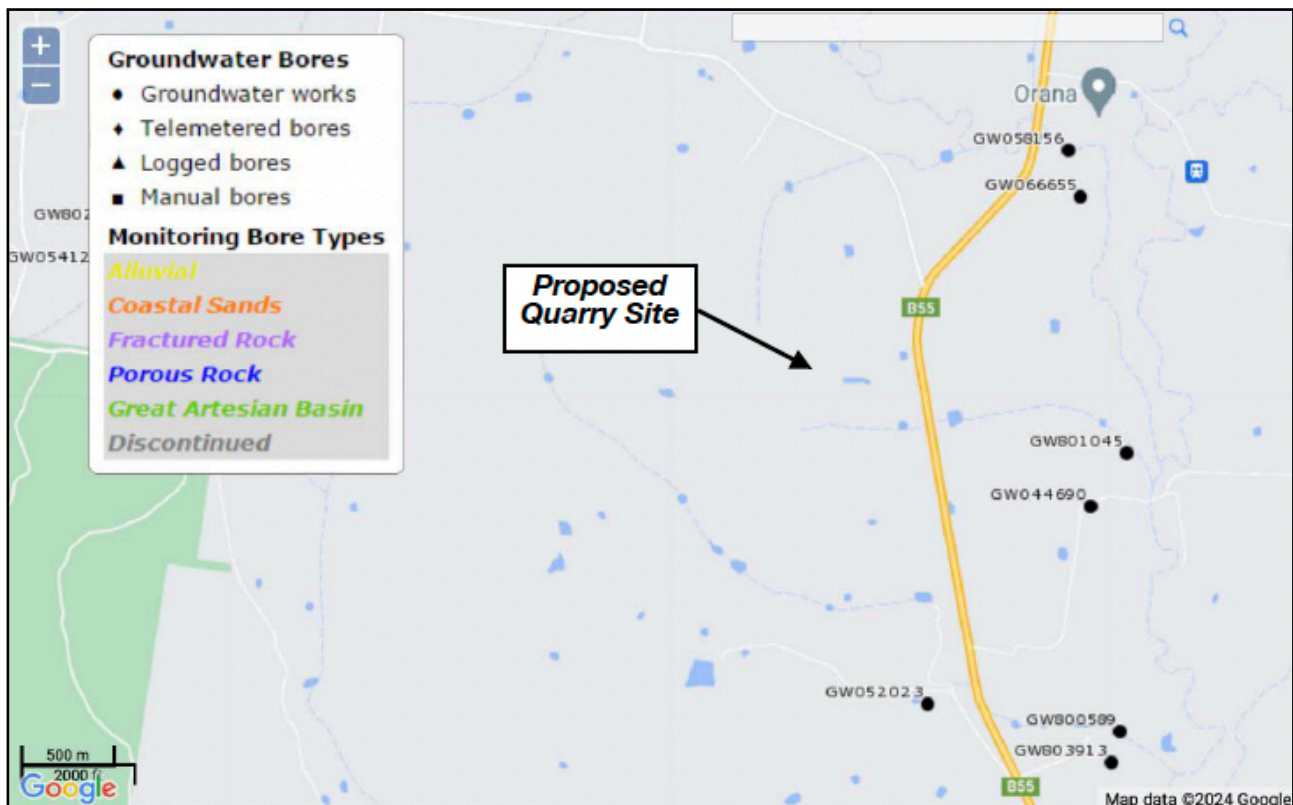 +
−
Groundwater Bores
Groundwater works
Telemetered bores
Logged bores
Manual bores
Monitoring Bore Types
Alluvial
Coastal Sands
Fractured Rock
Porous Rock
Great Artesian Basin
Discontinued
GW802
GW05412
Orana
GW058156
GW066655
Proposed
Quarry Site
B55
GW801045
GW044690
GW052023
GW800589
GW803913
B55
500 m
2000 ft
Google
Map data ©2024 Google